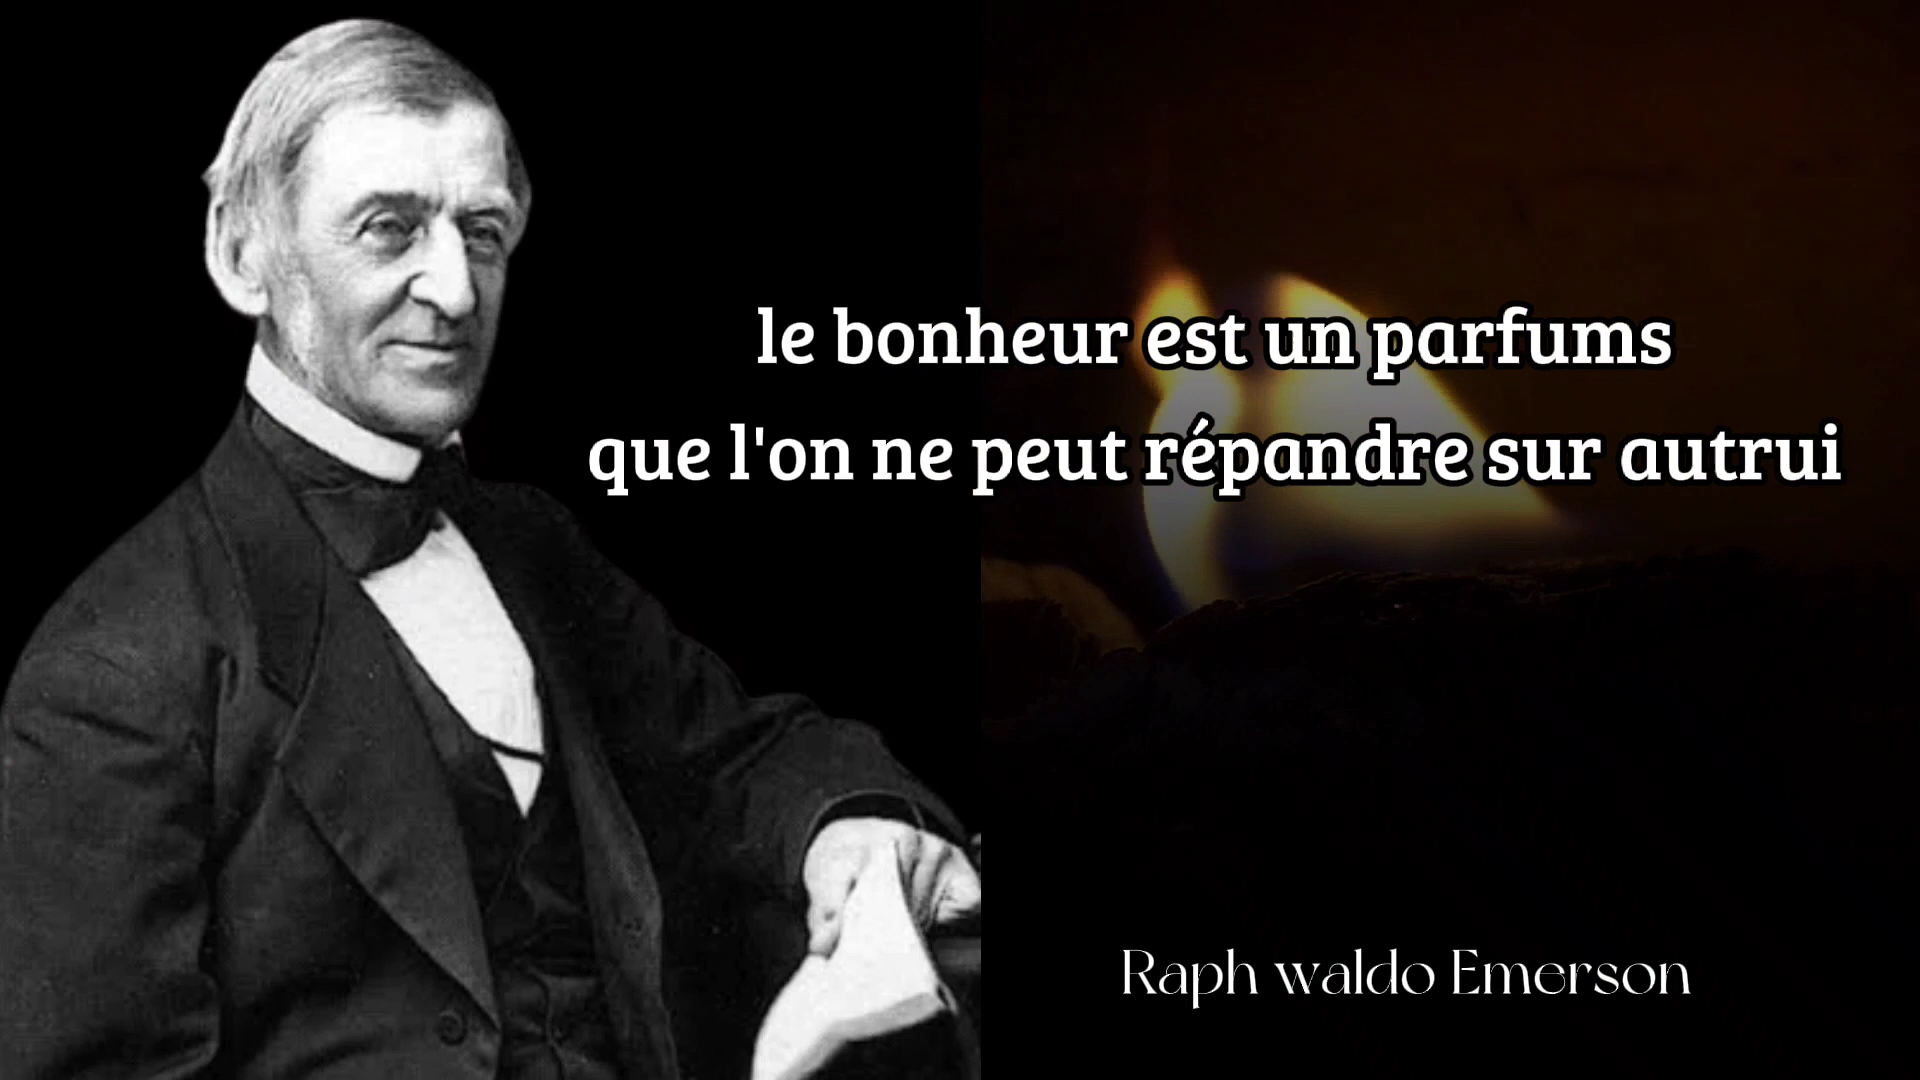 le bonheur est un parfums
que l'on ne peut répandre sur autrui
Raph waldo Emerson